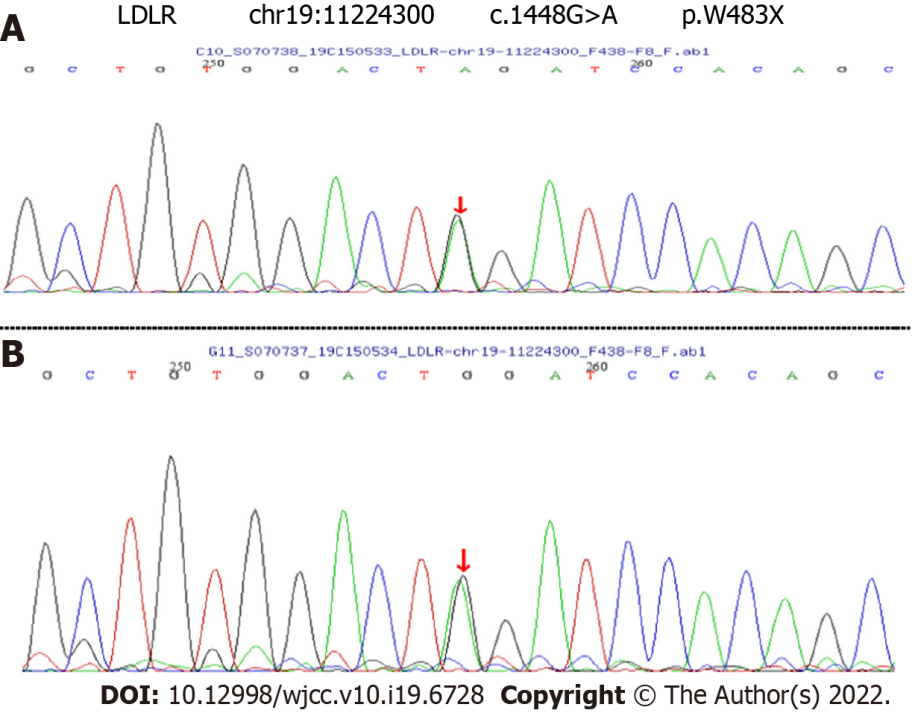 LDLR chr19:11224300 c.1448G>A p.W483X
A
C10_S070738_19C150533_LDLR-chr19-11224300_F438-F8_F.ab1
250 260
G C T G T G G A C T A G A T C C A C A G C
B
G11_S070737_19C150534_LDLR-chr19-11224300_F438-F8_F.ab1
250 260
G C T G T G G A C T G G A T C C A C A G C
DOI: 10.12998/wjcc.v10.i19.6728 Copyright © The Author(s) 2022.